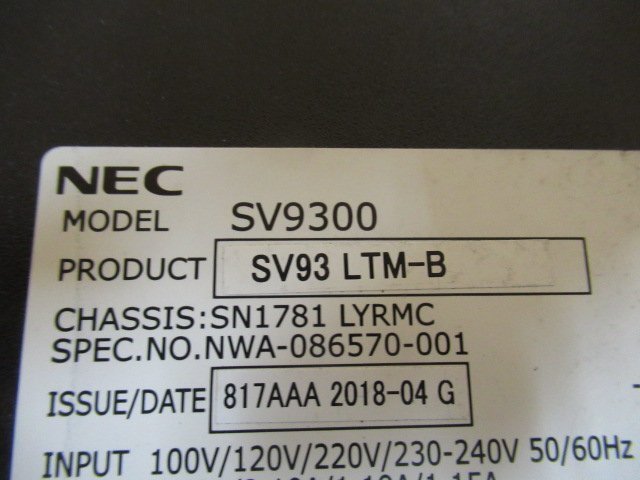 NEC
MODEL SV9300
PRODUCT SV93 LTM-B
CHASSIS:SN1781 LYRMC
SPEC.NO.NWA-086570-001
ISSUE/DATE 817AAA 2018-04 G
INPUT 100V/120V/220V/230-240V 50/60Hz